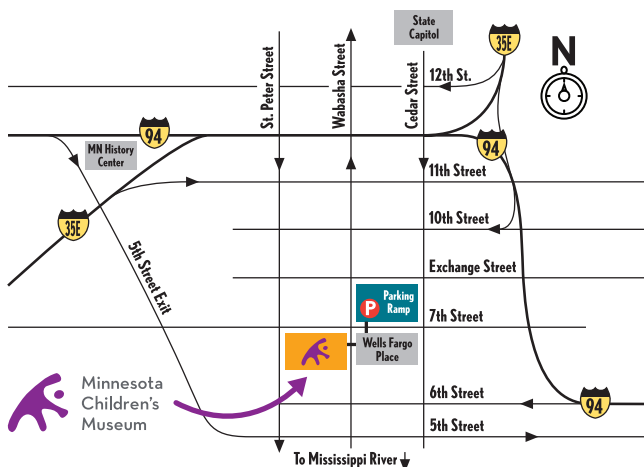 State
Capitol
35E
N
12th St.
St. Peter Street
Wabasha Street
Cedar Street
94
MN History
Center
94
11th Street
35E
10th Street
5th Street Exit
Exchange Street
P
Parking
Ramp
7th Street
Wells Fargo
Place
Minnesota
Children's
Museum
6th Street
94
5th Street
To Mississippi River